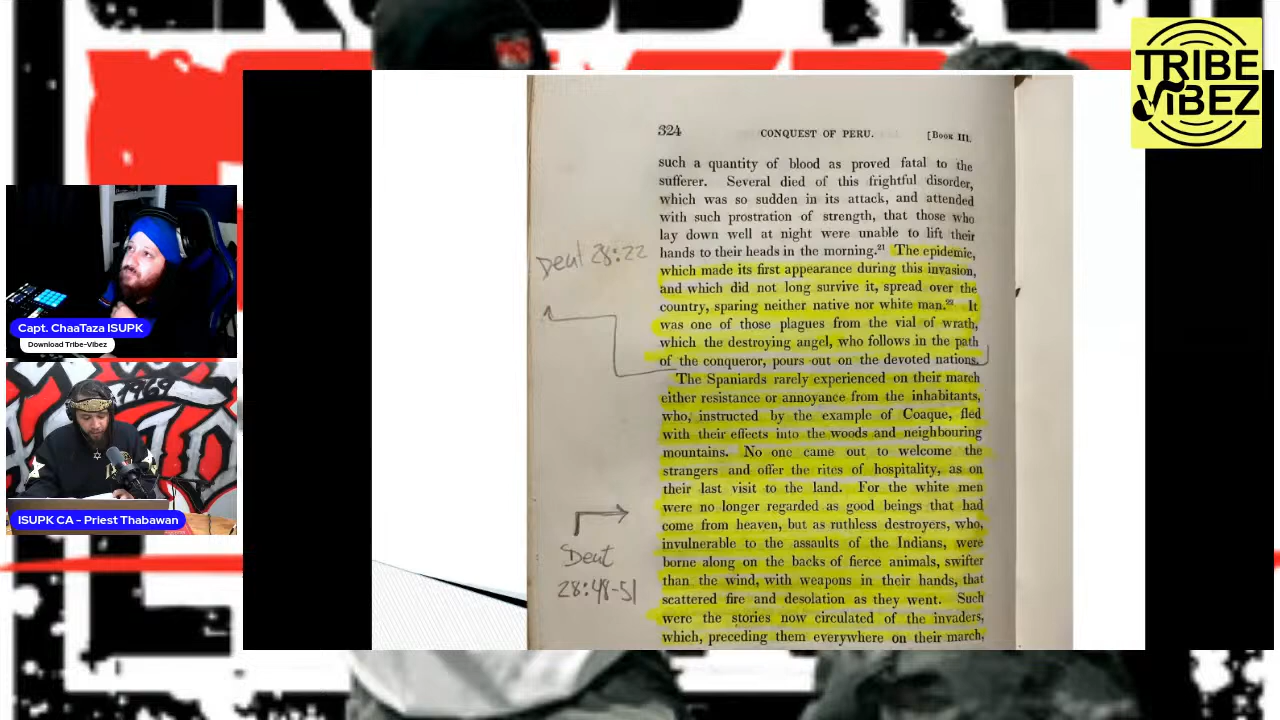 TRIBE
VIBEZ
324 CONQUEST OF PERU. [BOOK III.
such a quantity of blood as proved fatal to the
sufferer. Several died of this frightful disorder,
which was so sudden in its attack, and attended
with such prostration of strength, that those who
lay down well at night were unable to lift their
hands to their heads in the morning.21 The epidemic,
which made its first appearance during this invasion,
and which did not long survive it, spread over the
country, sparing neither native nor white man.22 It
was one of those plagues from the vial of wrath,
which the destroying angel, who follows in the path
of the conqueror, pours out on the devoted nations.
The Spaniards rarely experienced on their march
either resistance or annoyance from the inhabitants,
who, instructed by the example of Coaque, fled
with their effects into the woods and neighbouring
mountains. No one came out to welcome the
strangers and offer the rites of hospitality, as on
their last visit to the land. For the white men
were no longer regarded as good beings that had
come from heaven, but as ruthless destroyers, who,
invulnerable to the assaults of the Indians, were
borne along on the backs of fierce animals, swifter
than the wind, with weapons in their hands, that
scattered fire and desolation as they went. Such
were the stories now circulated of the invaders,
which, preceding them everywhere on their march,
Deut 28:22
Deut
28:48-51
Capt. ChaaTaza ISUPK
Download Tribe-Vibez
1969
ISUPK CA - Priest Thabawan